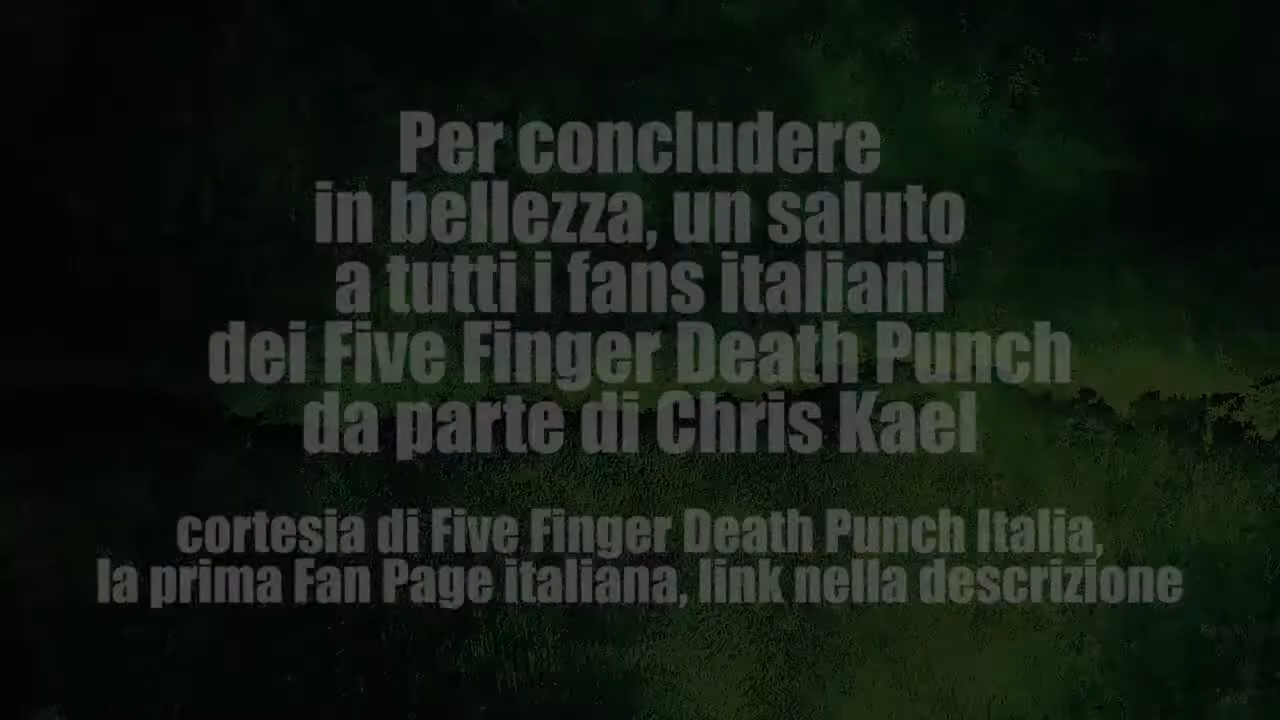 Per concludere
in bellezza, un saluto
a tutti i fans italiani
dei Five Finger Death Punch
da parte di Chris Kael
cortesia di Five Finger Death Punch Italia,
la prima Fan Page italiana, link nella descrizione